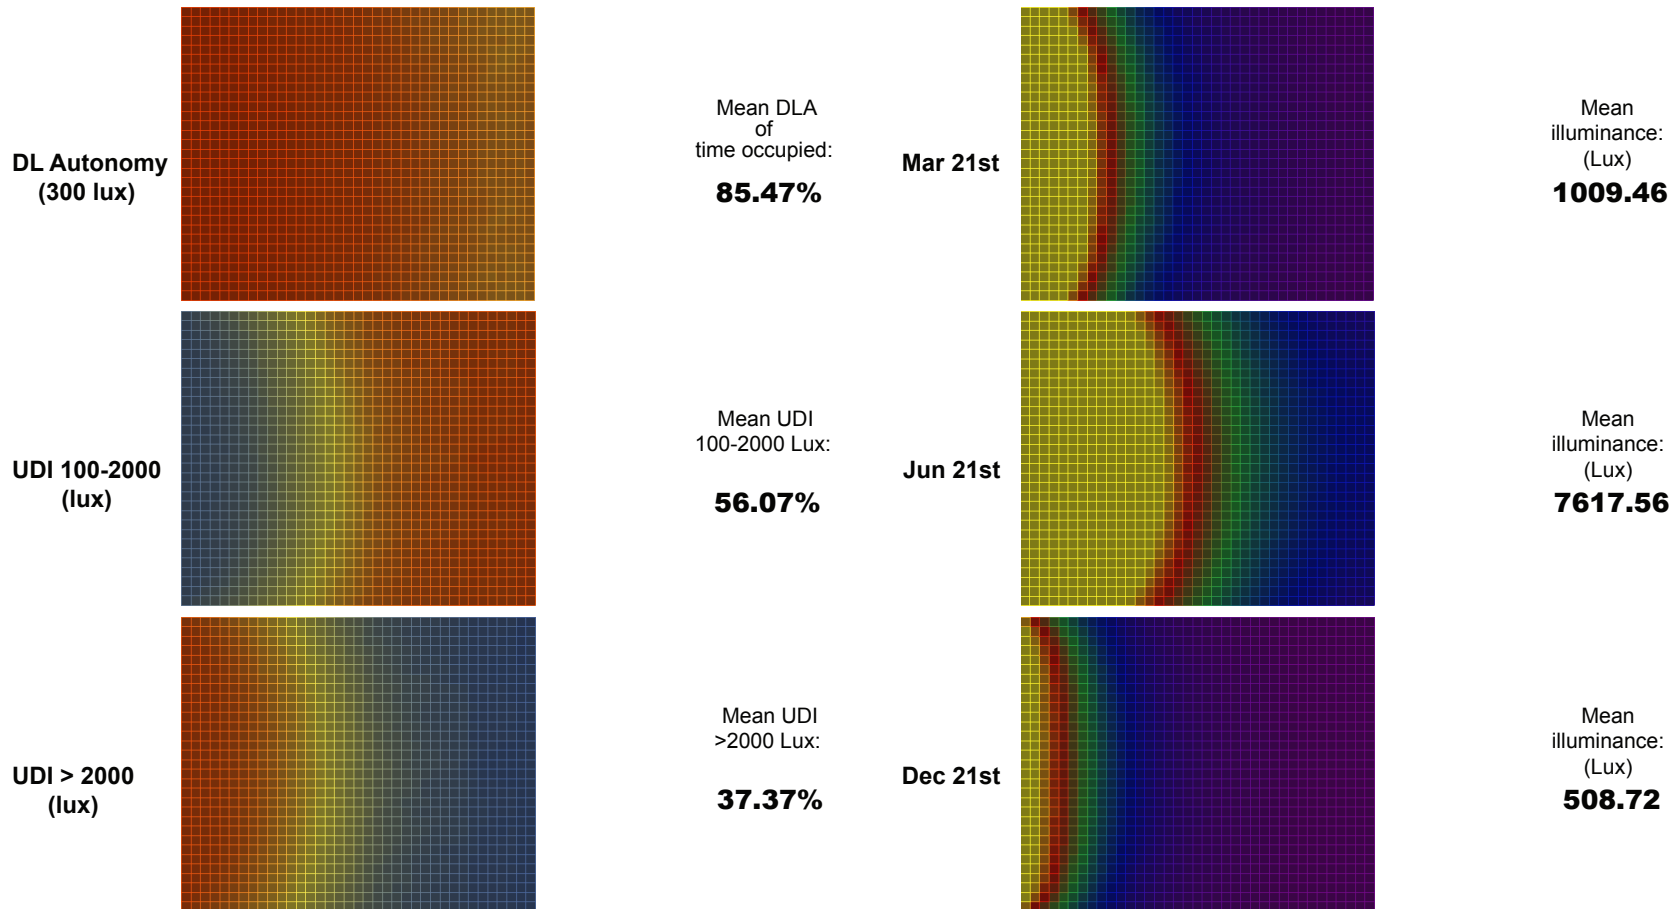 DL Autonomy
(300 lux)
Mean DLA
of
time occupied:
85.47%
Mar 21st
Mean
illuminance:
(Lux)
1009.46
UDI 100-2000
(lux)
Mean UDI
100-2000 Lux:
56.07%
Jun 21st
Mean
illuminance:
(Lux)
7617.56
UDI > 2000
(lux)
Mean UDI
>2000 Lux:
37.37%
Dec 21st
Mean
illuminance:
(Lux)
508.72